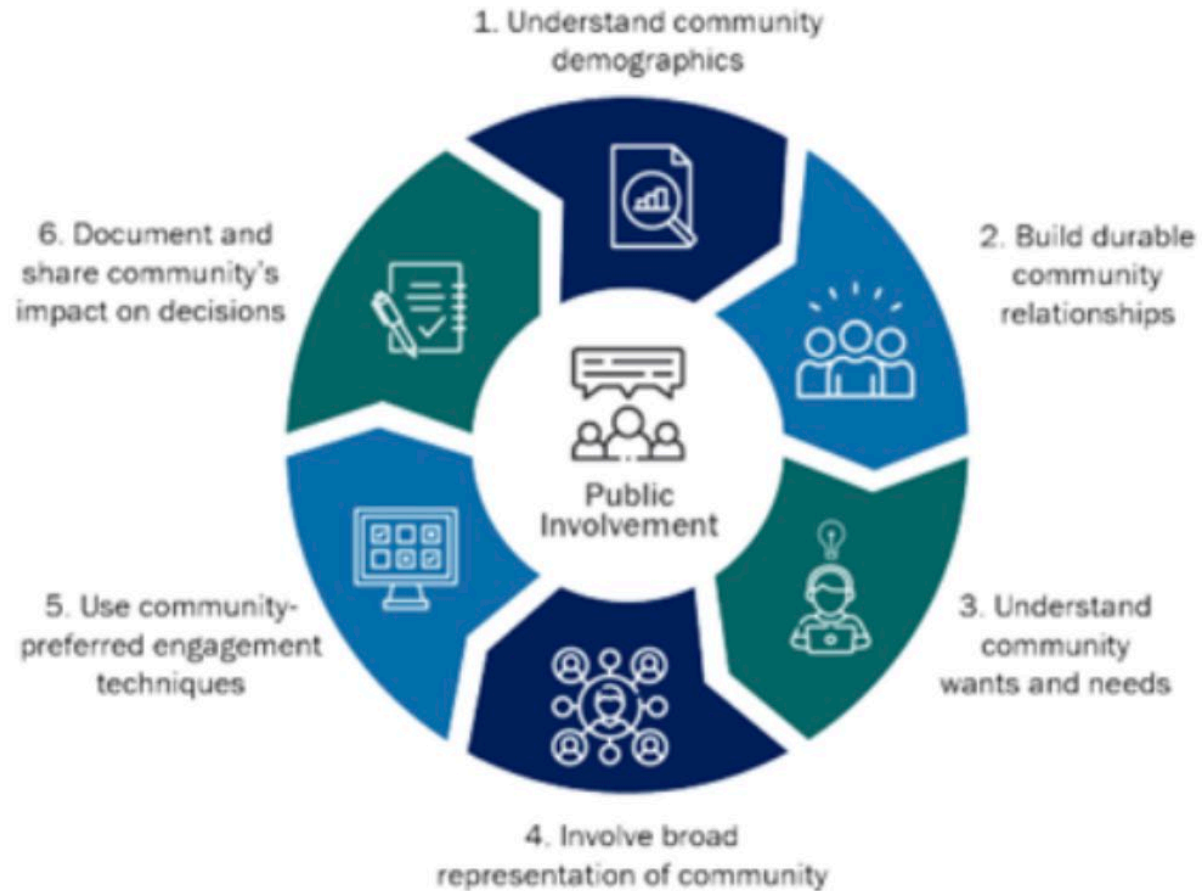 1. Understand community
demographics
2. Build durable
community
relationships
3. Understand
community
wants and needs
4. Involve broad
representation of community
5. Use community-
preferred engagement
techniques
6. Document and
share community's
impact on decisions
Public
Involvement